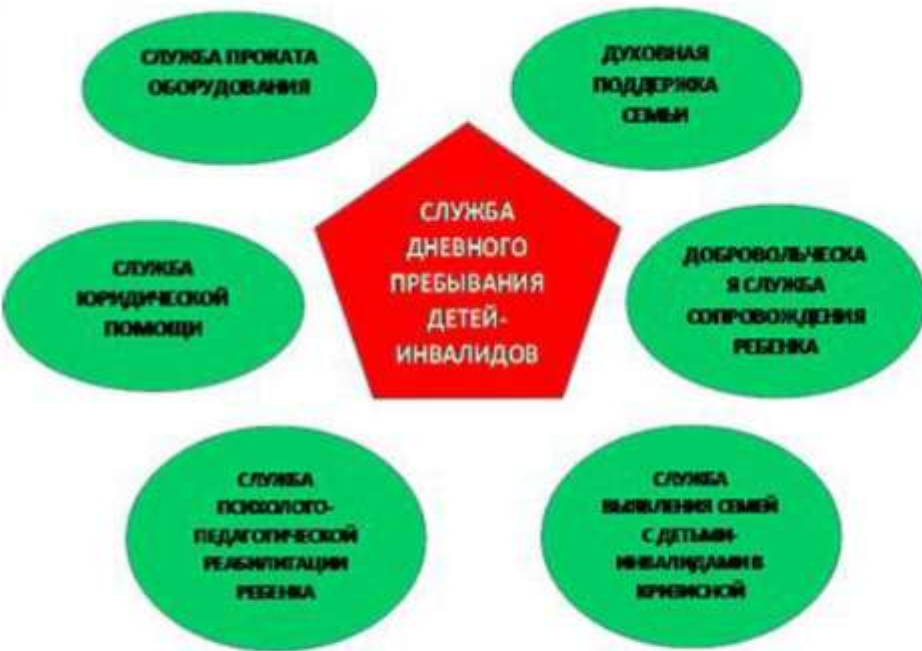 СЛУЖБА ПРОКАТА
ОБОРУДОВАНИЯ
ДУХОВНАЯ
ПОДДЕРЖКА
СЕМЬИ
СЛУЖБА
ДНЕВНОГО
ПРЕБЫВАНИЯ
ДЕТЕЙ-
ИНВАЛИДОВ
СЛУЖБА
ЮРИДИЧЕСКОЙ
ПОМОЩИ
ДОБРОВОЛЬЧЕСКА
Я СЛУЖБА
СОПРОВОЖДЕНИЯ
РЕБЕНКА
СЛУЖБА
ПСИХОЛОГО-
ПЕДАГОГИЧЕСКОЙ
РЕАБИЛИТАЦИИ
РЕБЕНКА
СЛУЖБА
ВЫЯВЛЕНИЯ СЕМЕЙ
С ДЕТЬМИ-
ИНВАЛИДАМИ В
КРИЗИСНОЙ